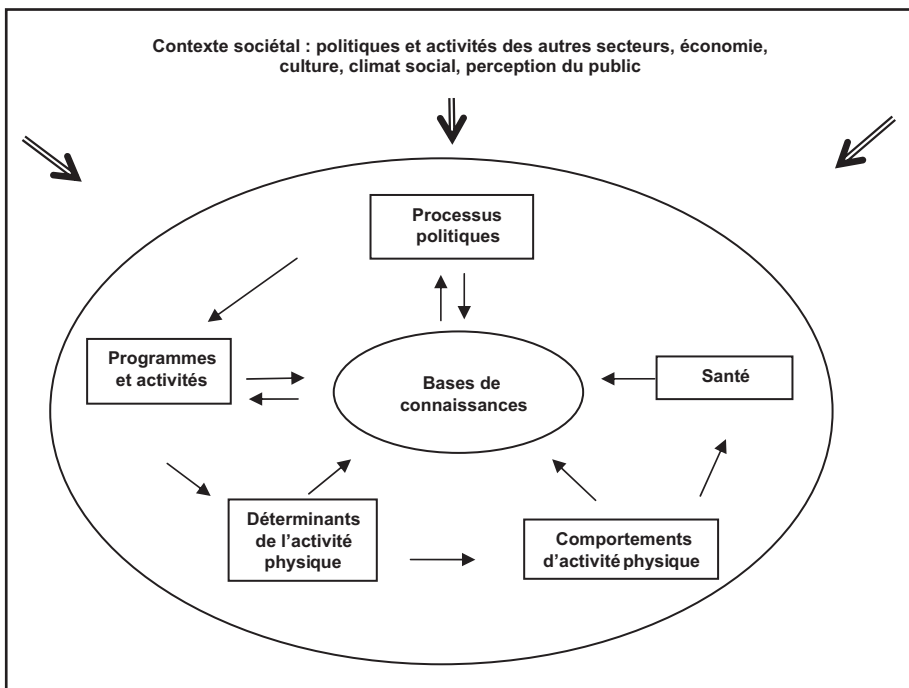 Contexte sociétal : politiques et activités des autres secteurs, économie,
culture, climat social, perception du public
Processus
politiques
Programmes
et activités
Bases de
connaissances
Santé
Déterminants
de l'activité
physique
Comportements
d'activité physique